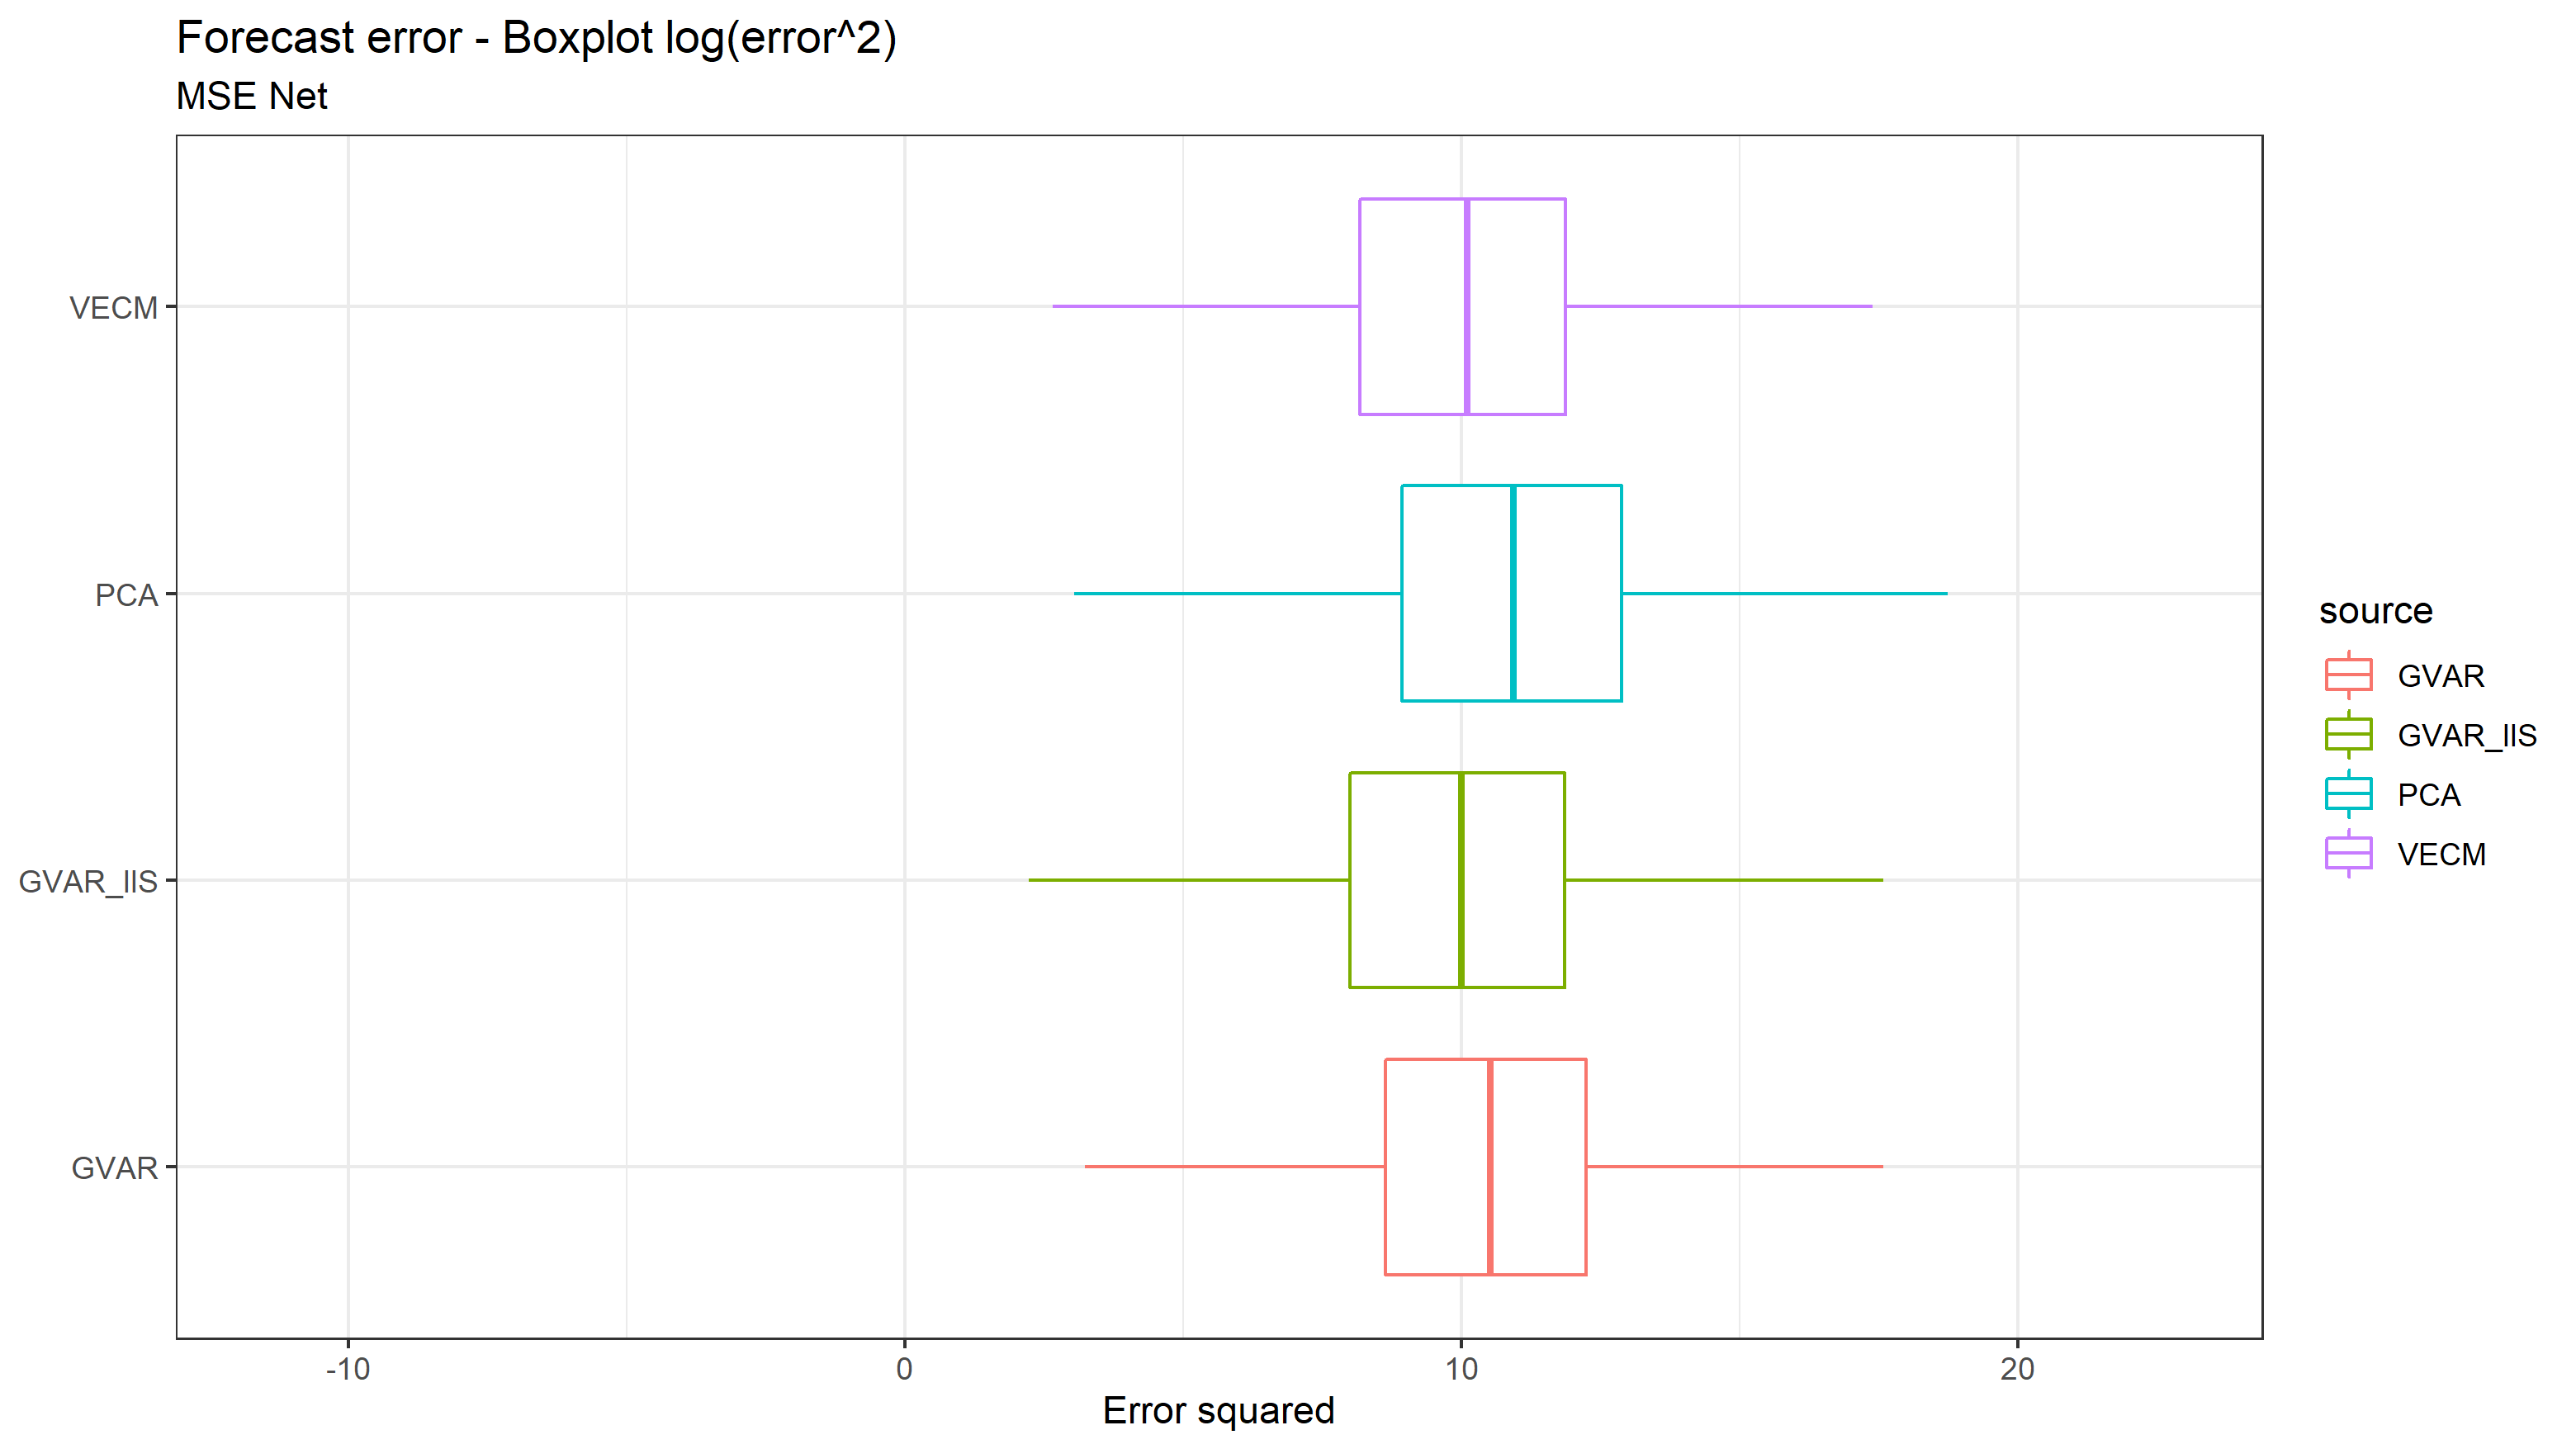 Forecast error - Boxplot log(error^2)
MSE Net
VECM
PCA
GVAR_IIS
GVAR
-10
0
10
20
Error squared
source
GVAR
GVAR_IIS
PCA
VECM